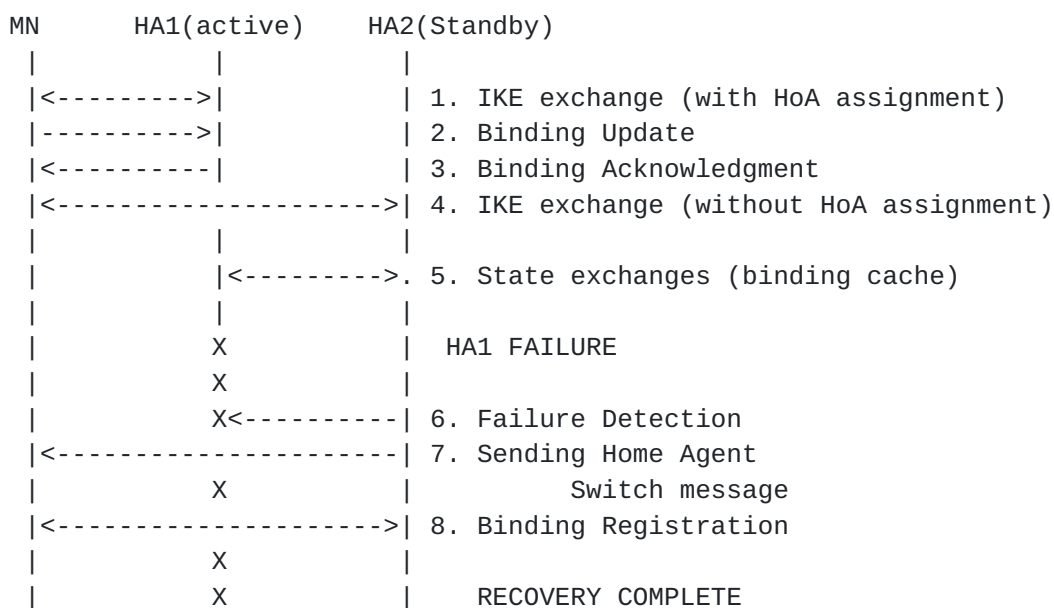 MN      HA1(active)    HA2(Standby)
 |           |           |
 |<--------->|           | 1. IKE exchange (with HoA assignment)
 |---------->|           | 2. Binding Update
 |<----------|           | 3. Binding Acknowledgment
 |<--------------------->| 4. IKE exchange (without HoA assignment)
 |           |           |
 |           |<--------->. 5. State exchanges (binding cache)
 |           |           |
 |           X           |  HA1 FAILURE
 |           X           |
 |           X<----------| 6. Failure Detection
 |<----------------------| 7. Sending Home Agent
 |           X           |         Switch message
 |<--------------------->| 8. Binding Registration
 |           X           |
 |           X           |   RECOVERY COMPLETE